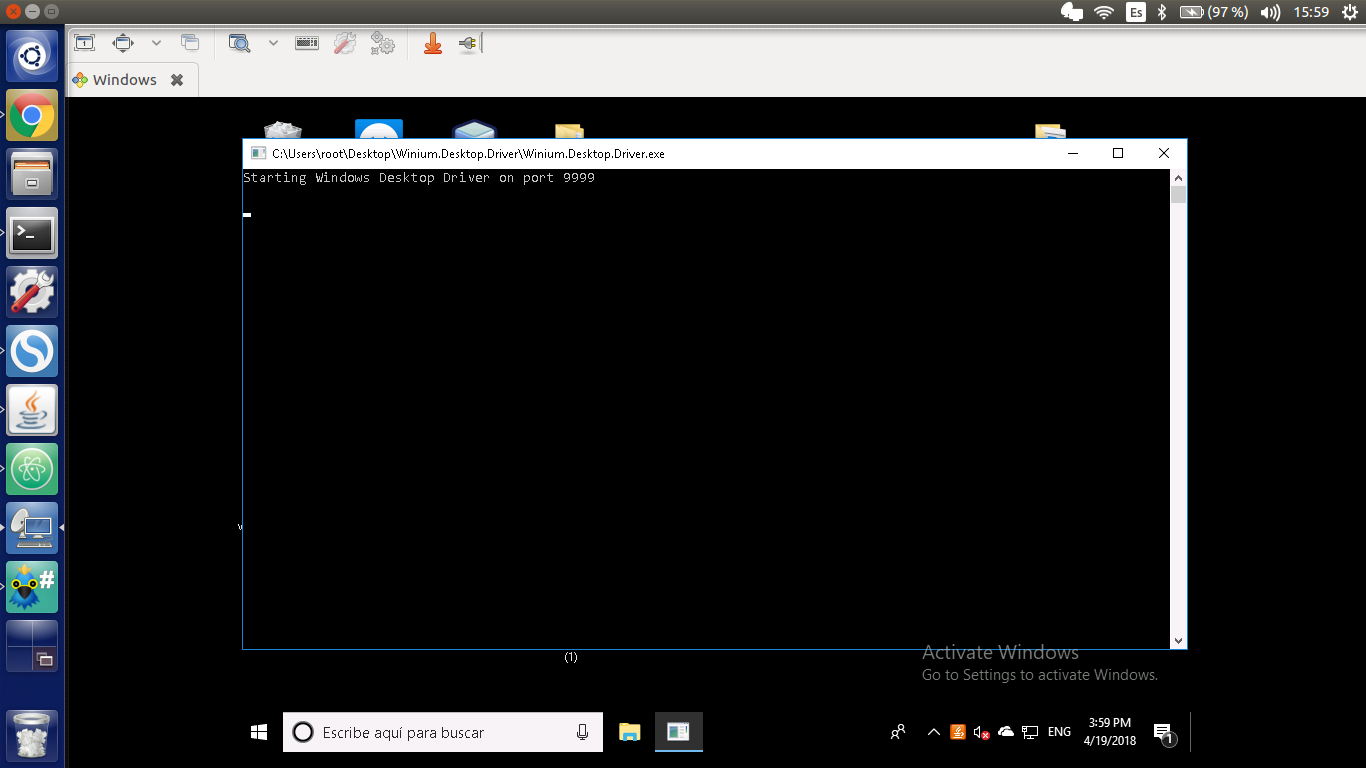 Es
(97 %)
15:59
Windows
C:\Users\root\Desktop\Winium.Desktop.Driver\Winium.Desktop.Driver.exe
Starting Windows Desktop Driver on port 9999
(1)
Activate Windows
Go to Settings to activate Windows.
Escribe aquí para buscar
ENG
3:59 PM
4/19/2018
1